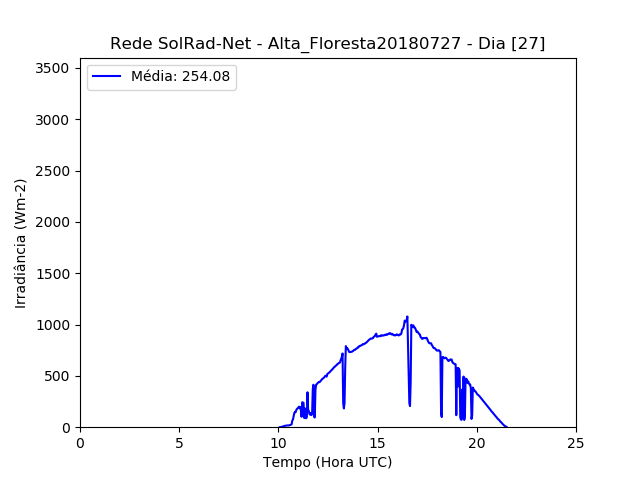 Rede SolRad-Net - Alta_Floresta20180727 - Dia [27]
Média: 254.08
Irradiância (Wm-2)
3500
3000
2500
2000
1500
1000
500
0
0 5 10 15 20 25
Tempo (Hora UTC)